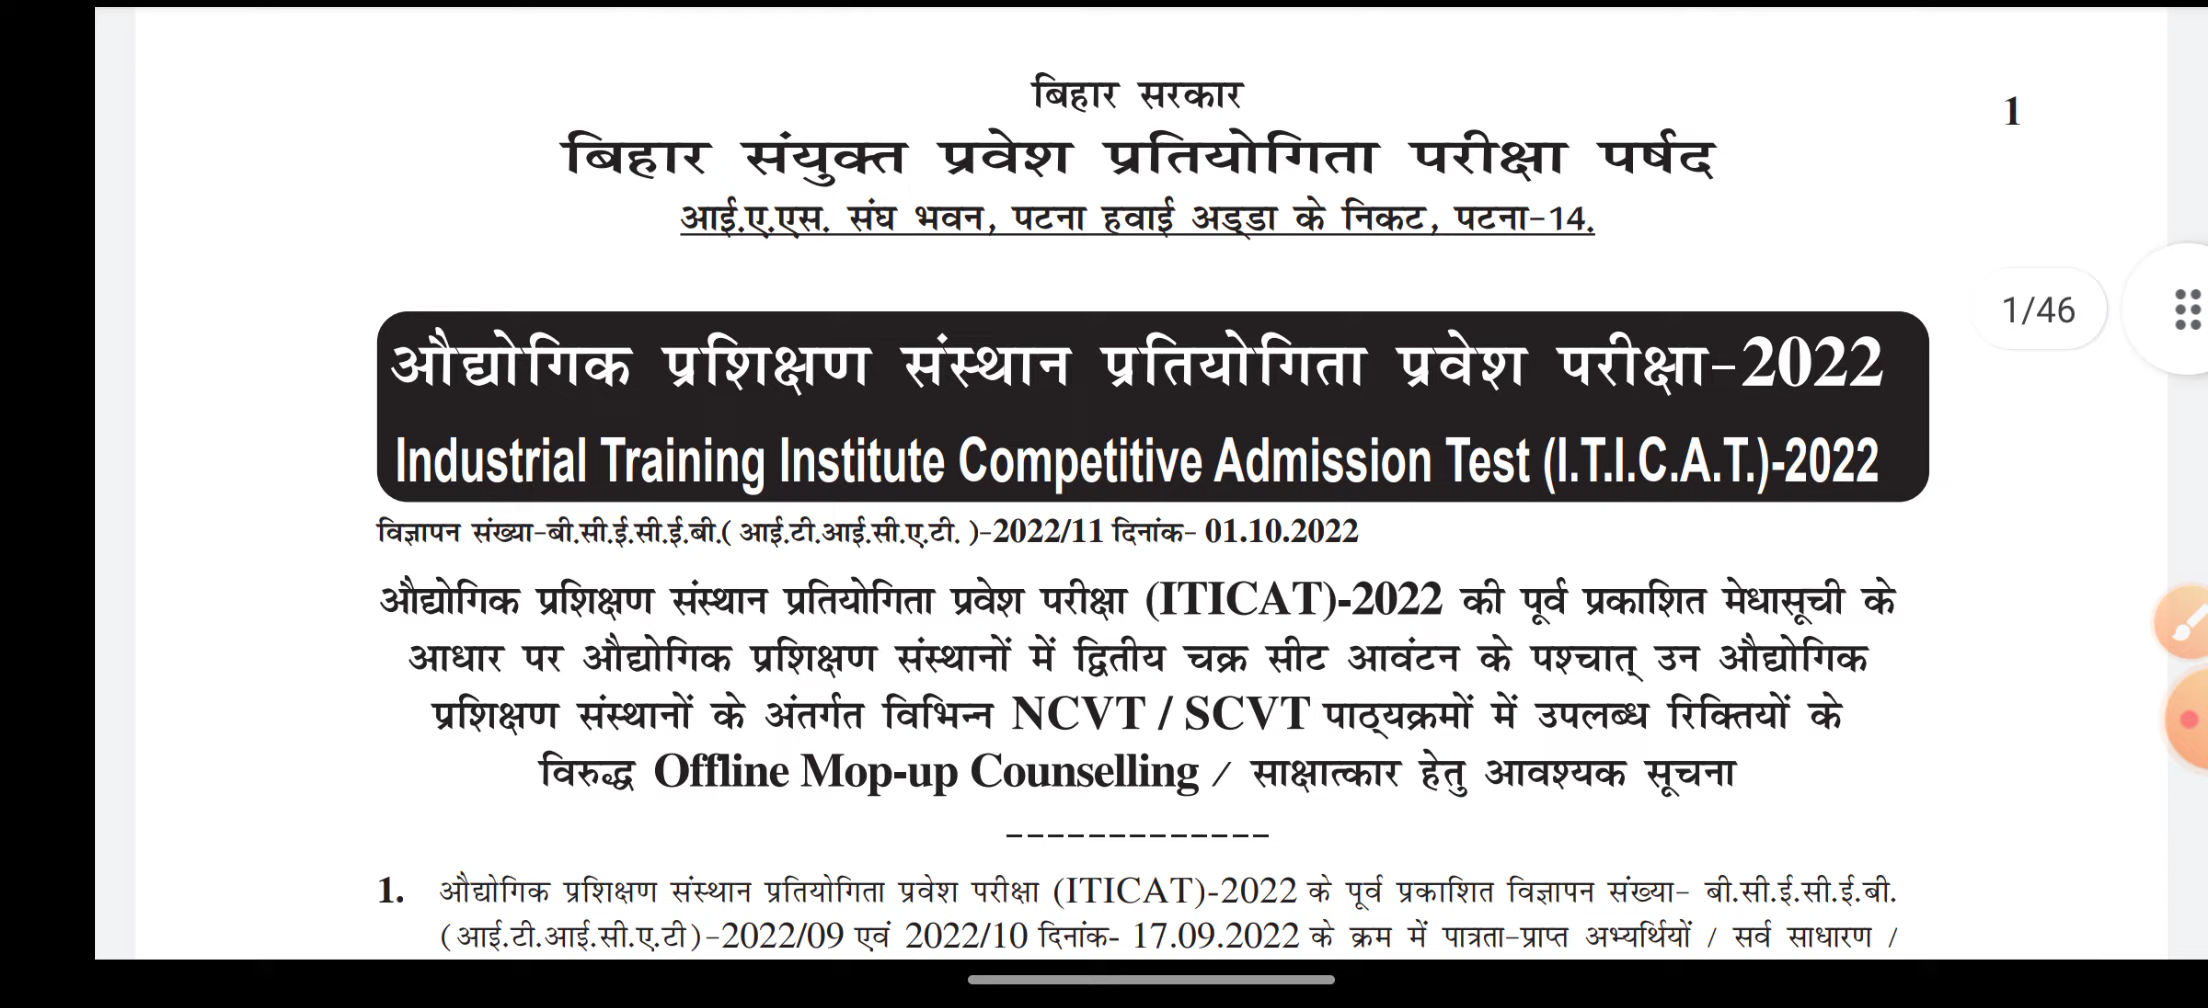 बिहार सरकार
1
बिहार संयुक्त प्रवेश प्रतियोगिता परीक्षा पर्षद
आई.ए.एस. संघ भवन, पटना हवाई अड्डा के निकट, पटना-14.
1/46
औद्योगिक प्रशिक्षण संस्थान प्रतियोगिता प्रवेश परीक्षा-2022
Industrial Training Institute Competitive Admission Test (I.T.I.C.A.T.)-2022
विज्ञापन संख्या-बी.सी.ई.सी.ई.बी.( आई.टी.आई.सी.ए.टी. )-2022/11 दिनांक- 01.10.2022
औद्योगिक प्रशिक्षण संस्थान प्रतियोगिता प्रवेश परीक्षा (ITICAT)-2022 की पूर्व प्रकाशित मेधासूची के
आधार पर औद्योगिक प्रशिक्षण संस्थानों में द्वितीय चक्र सीट आवंटन के पश्चात् उन औद्योगिक
प्रशिक्षण संस्थानों के अंतर्गत विभिन्न NCVT / SCVT पाठ्यक्रमों में उपलब्ध रिक्तियों के
विरुद्ध Offline Mop-up Counselling / साक्षात्कार हेतु आवश्यक सूचना
-------------
1. औद्योगिक प्रशिक्षण संस्थान प्रतियोगिता प्रवेश परीक्षा (ITICAT)-2022 के पूर्व प्रकाशित विज्ञापन संख्या- बी.सी.ई.सी.ई.बी.
(आई.टी.आई.सी.ए.टी)-2022/09 एवं 2022/10 दिनांक- 17.09.2022 के क्रम में पात्रता-प्राप्त अभ्यर्थियों / सर्व साधारण /